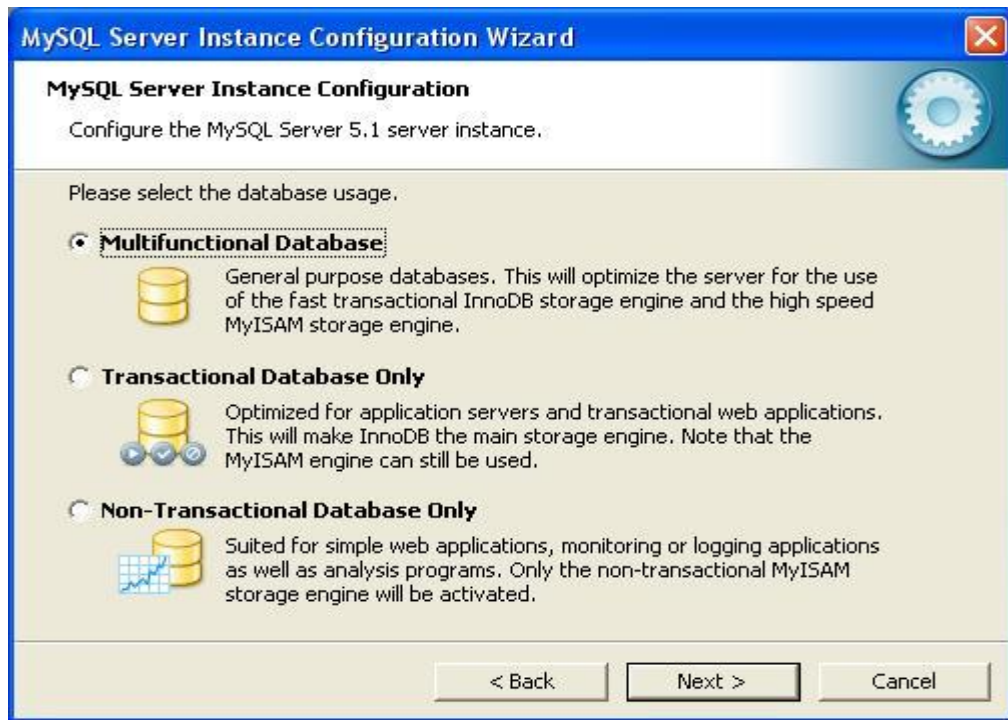 MySQL Server Instance Configuration Wizard
MySQL Server Instance Configuration
Configure the MySQL Server 5.1 server instance.
Please select the database usage.
Multifunctional Database
General purpose databases. This will optimize the server for the use
of the fast transactional InnoDB storage engine and the high speed
MyISAM storage engine.
Transactional Database Only
Optimized for application servers and transactional web applications.
This will make InnoDB the main storage engine. Note that the
MyISAM engine can still be used.
Non-Transactional Database Only
Suited for simple web applications, monitoring or logging applications
as well as analysis programs. Only the non-transactional MyISAM
storage engine will be activated.
< Back
Next >
Cancel